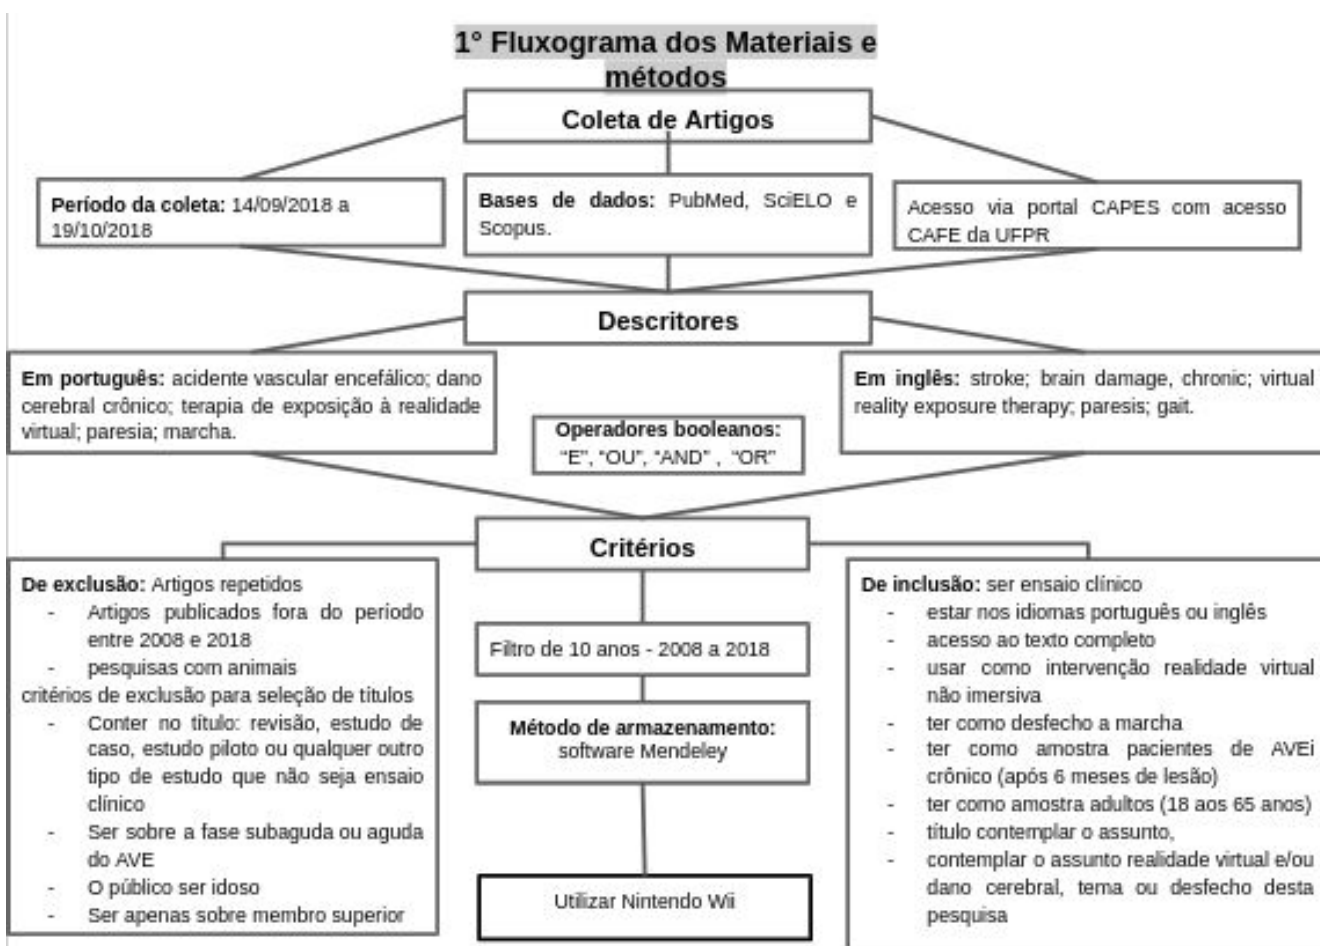 1° Fluxograma dos Materiais e
métodos
Coleta de Artigos
Período da coleta: 14/09/2018 a
19/10/2018
Bases de dados: PubMed, SciELO e
Scopus.
Acesso via portal CAPES com acesso
CAFE da UFPR
Descritores
Em português: acidente vascular encefálico; dano
cerebral crônico; terapia de exposição à realidade
virtual; paresia; marcha.
Operadores booleanos:
“E”, “OU”, “AND” , “OR”
Em inglês: stroke; brain damage, chronic; virtual
reality exposure therapy; paresis; gait.
Critérios
De exclusão: Artigos repetidos
- Artigos publicados fora do período
entre 2008 e 2018
- pesquisas com animais
critérios de exclusão para seleção de títulos
- Conter no título: revisão, estudo de
caso, estudo piloto ou qualquer outro
tipo de estudo que não seja ensaio
clínico
- Ser sobre a fase subaguda ou aguda
do AVE
- O público ser idoso
- Ser apenas sobre membro superior
Filtro de 10 anos - 2008 a 2018
Método de armazenamento:
software Mendeley
Utilizar Nintendo Wii
De inclusão: ser ensaio clínico
- estar nos idiomas português ou inglês
- acesso ao texto completo
- usar como intervenção realidade virtual
não imersiva
- ter como desfecho a marcha
- ter como amostra pacientes de AVEi
crônico (após 6 meses de lesão)
- ter como amostra adultos (18 aos 65 anos)
- título contemplar o assunto,
- contemplar o assunto realidade virtual e/ou
dano cerebral, tema ou desfecho desta
pesquisa